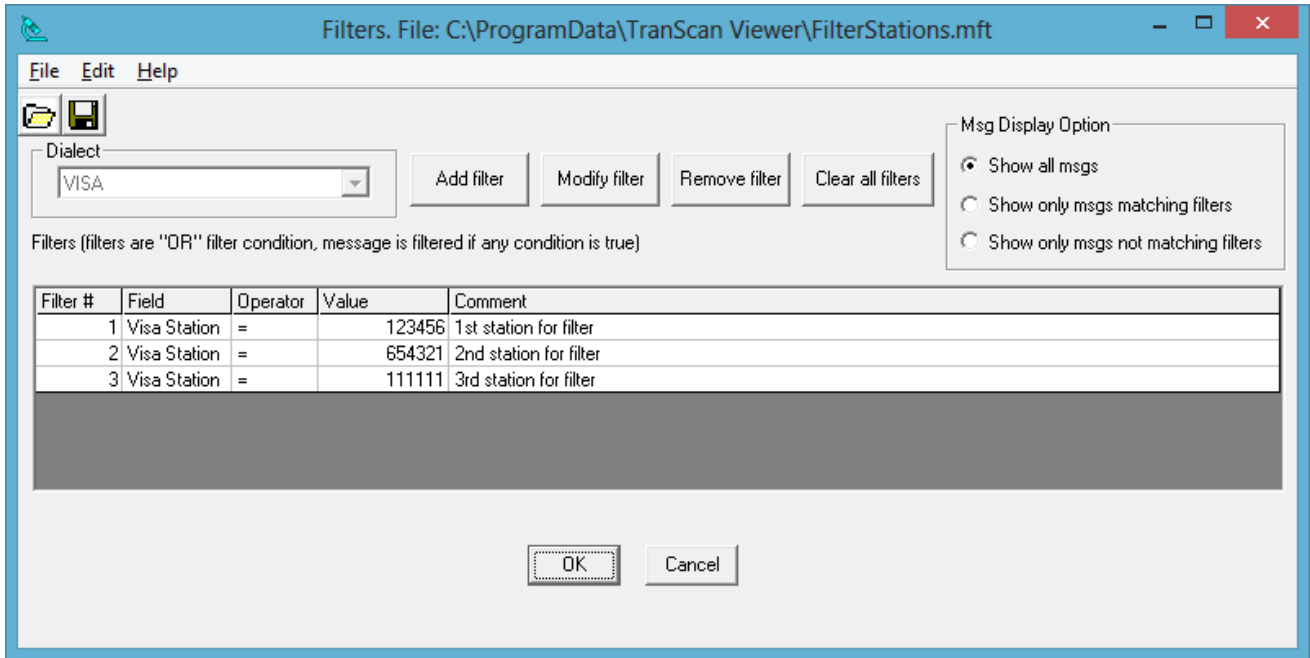 Filters. File: C:\ProgramData\TranScan Viewer\FilterStations.mft
File Edit Help
Msg Display Option
Dialect
VISA
Add filter
Modify filter
Remove filter
Clear all filters
Show all msgs
Show only msgs matching filters
Show only msgs not matching filters
Filters (filters are "OR" filter condition, message is filtered if any condition is true)
Filter # Field Operator Value Comment
1 Visa Station = 123456 1st station for filter
2 Visa Station = 654321 2nd station for filter
3 Visa Station = 111111 3rd station for filter
OK Cancel